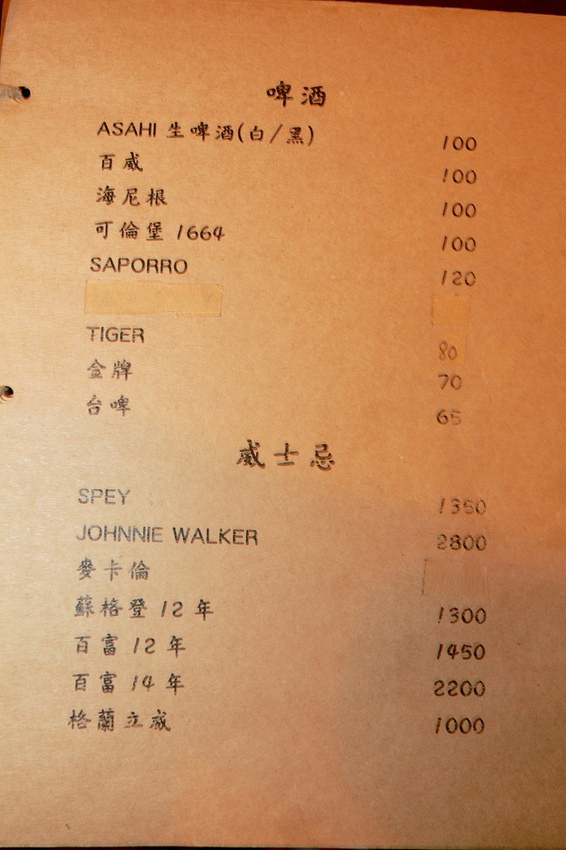 啤酒
ASAHI 生啤酒(白/黑) 100
百威 100
海尼根 100
可倫堡 1664 100
SAPORRO 120
TIGER 80
金牌 70
台啤 65
威士忌
SPEY 1350
JOHNNIE WALKER 2800
麥卡倫
蘇格登 12 年 1300
百富 12 年 1450
百富 14 年 2200
格蘭立威 1000